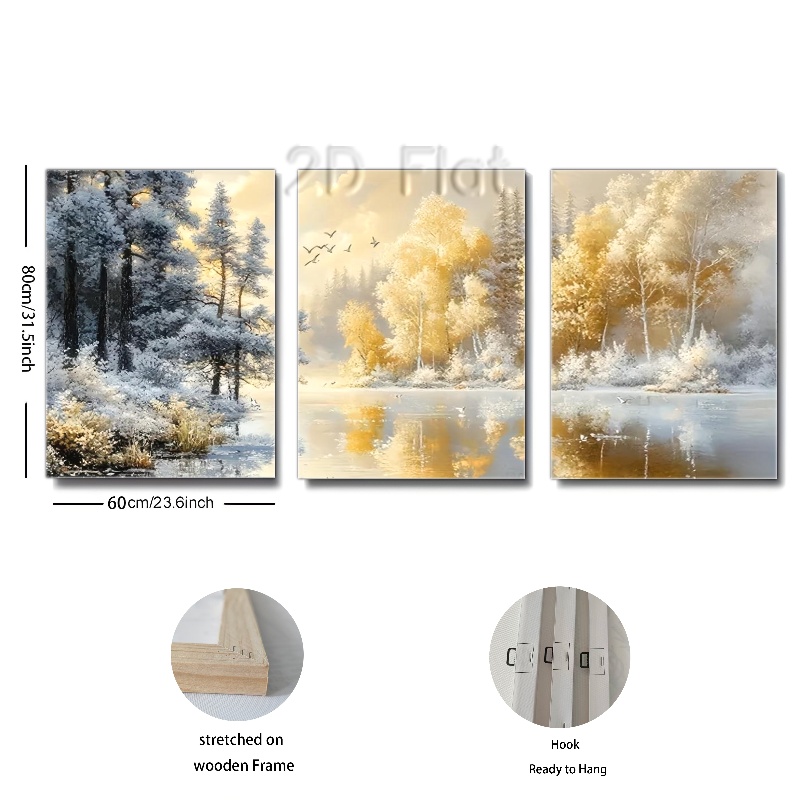 2D Flat
80cm/31.5inch
60cm/23.6inch
stretched on
wooden Frame
Hook
Ready to Hang